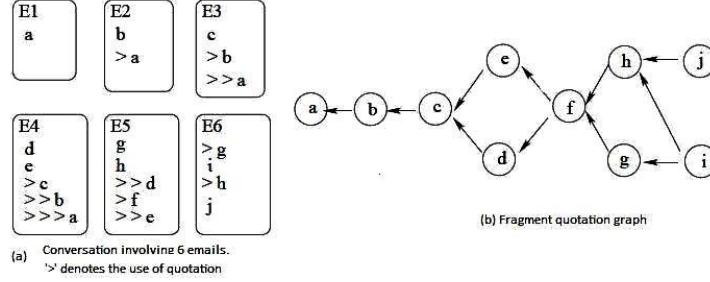 E1
a
E2
b
>a
E3
c
>b
>>a
E4
d
e
>c
>>b
>>>a
E5
g
h
>>d
>f
>>e
E6
>g
i
>h
j
(a) Conversation involving 6 emails.
'>' denotes the use of quotation
a
b
c
e
d
f
h
g
j
i
(b) Fragment quotation graph